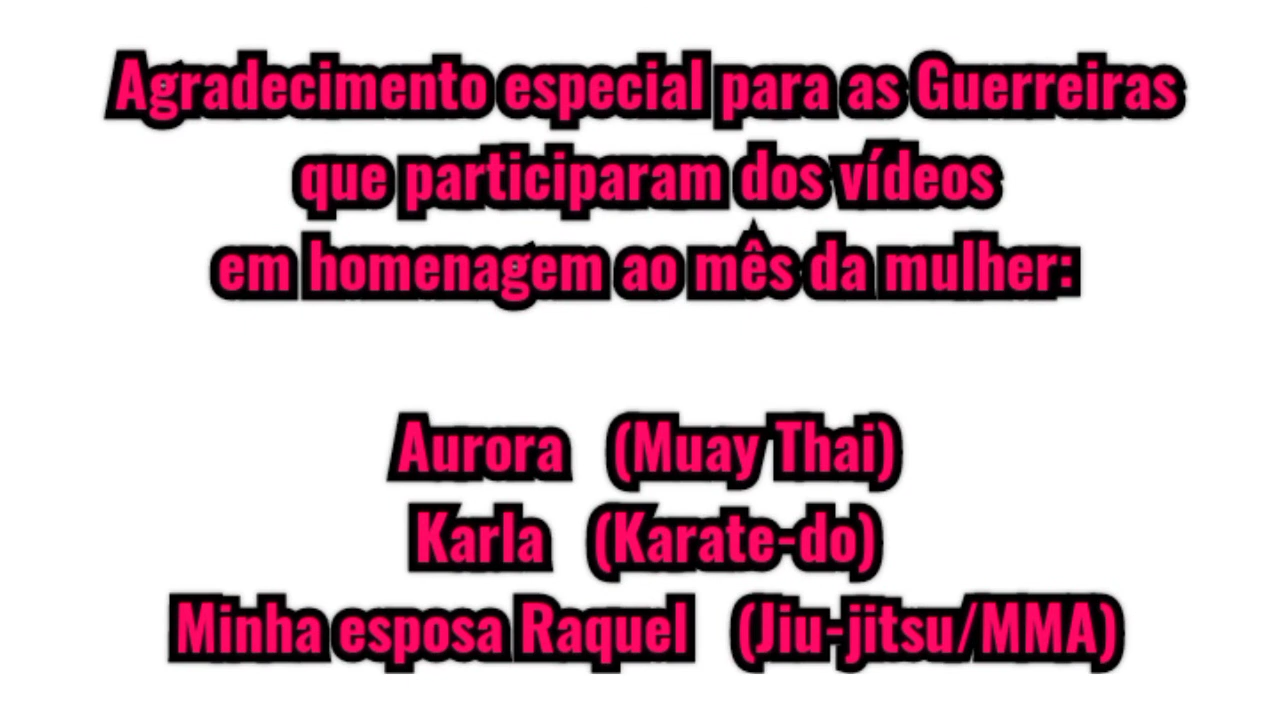 Agradecimento especial para as Guerreiras
que participaram dos vídeos
em homenagem ao mês da mulher:
Aurora (Muay Thai)
Karla (Karate-do)
Minha esposa Raquel (Jiu-jitsu/MMA)